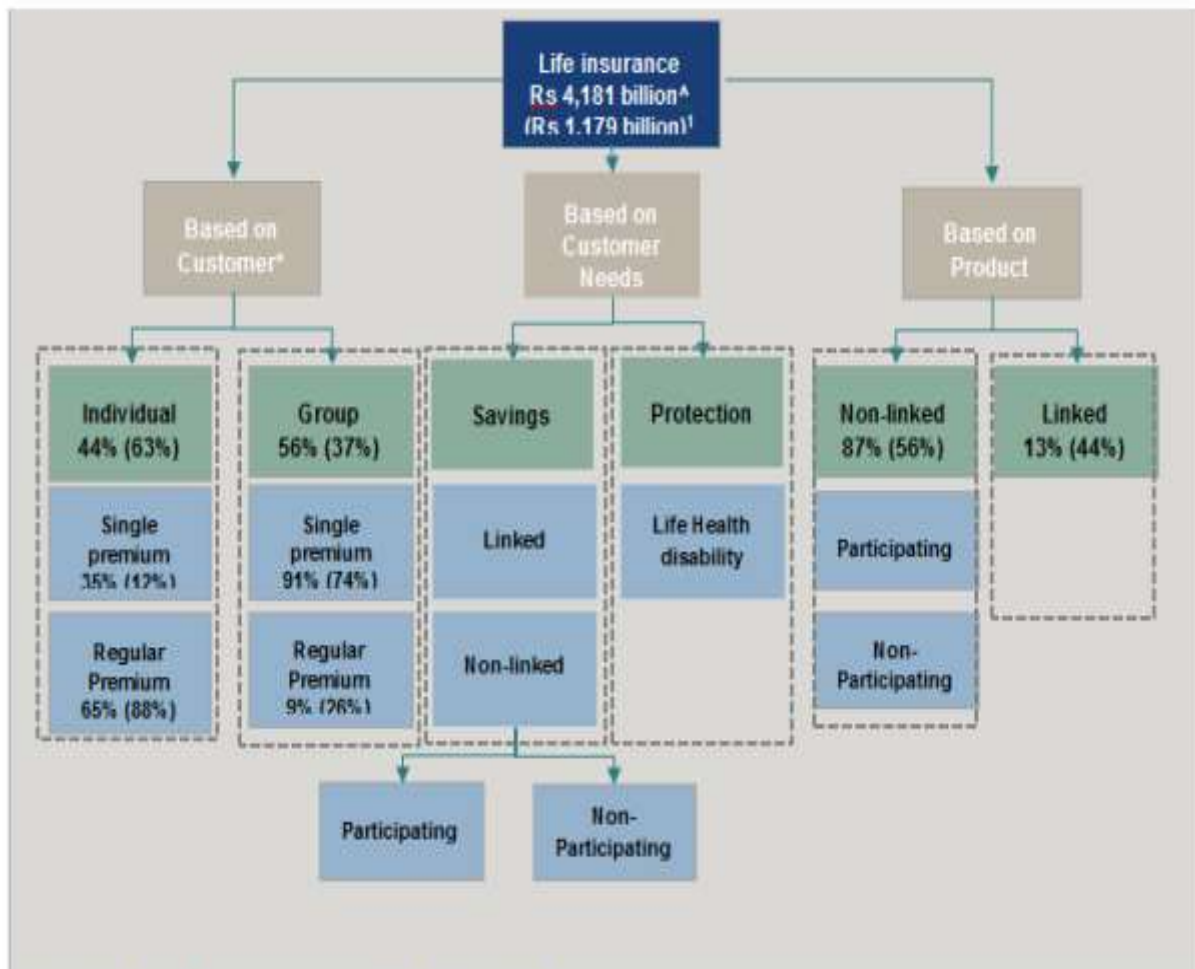 Life insurance
Rs 4,181 billion^
(Rs 1,179 billion)¹
Based on
Customer*
Based on
Customer
Needs
Based on
Product
Individual
44% (63%)
Group
56% (37%)
Savings
Protection
Non-linked
87% (56%)
Linked
13% (44%)
Single
premium
35% (12%)
Single
premium
91% (74%)
Linked
Life Health
disability
Participating
Regular
Premium
65% (88%)
Regular
Premium
9% (26%)
Non-linked
Non-
Participating
Participating
Non-
Participating